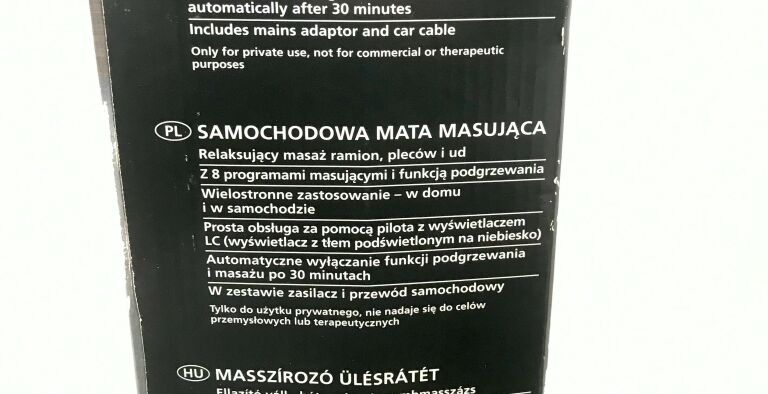 automatically after 30 minutes
Includes mains adaptor and car cable
Only for private use, not for commercial or therapeutic
purposes
PL SAMOCHODOWA MATA MASUJĄCA
Relaksujący masaż ramion, pleców i ud
Z 8 programami masującymi i funkcją podgrzewania
Wielostronne zastosowanie – w domu
i w samochodzie
Prosta obsługa za pomocą pilota z wyświetlaczem
LC (wyświetlacz z tłem podświetlonym na niebiesko)
Automatyczne wyłączanie funkcji podgrzewania
i masażu po 30 minutach
W zestawie zasilacz i przewód samochodowy
Tylko do użytku prywatnego, nie nadaje się do celów
przemysłowych lub terapeutycznych
HU MASSZÍROZÓ ÜLÉSRÁTÉT